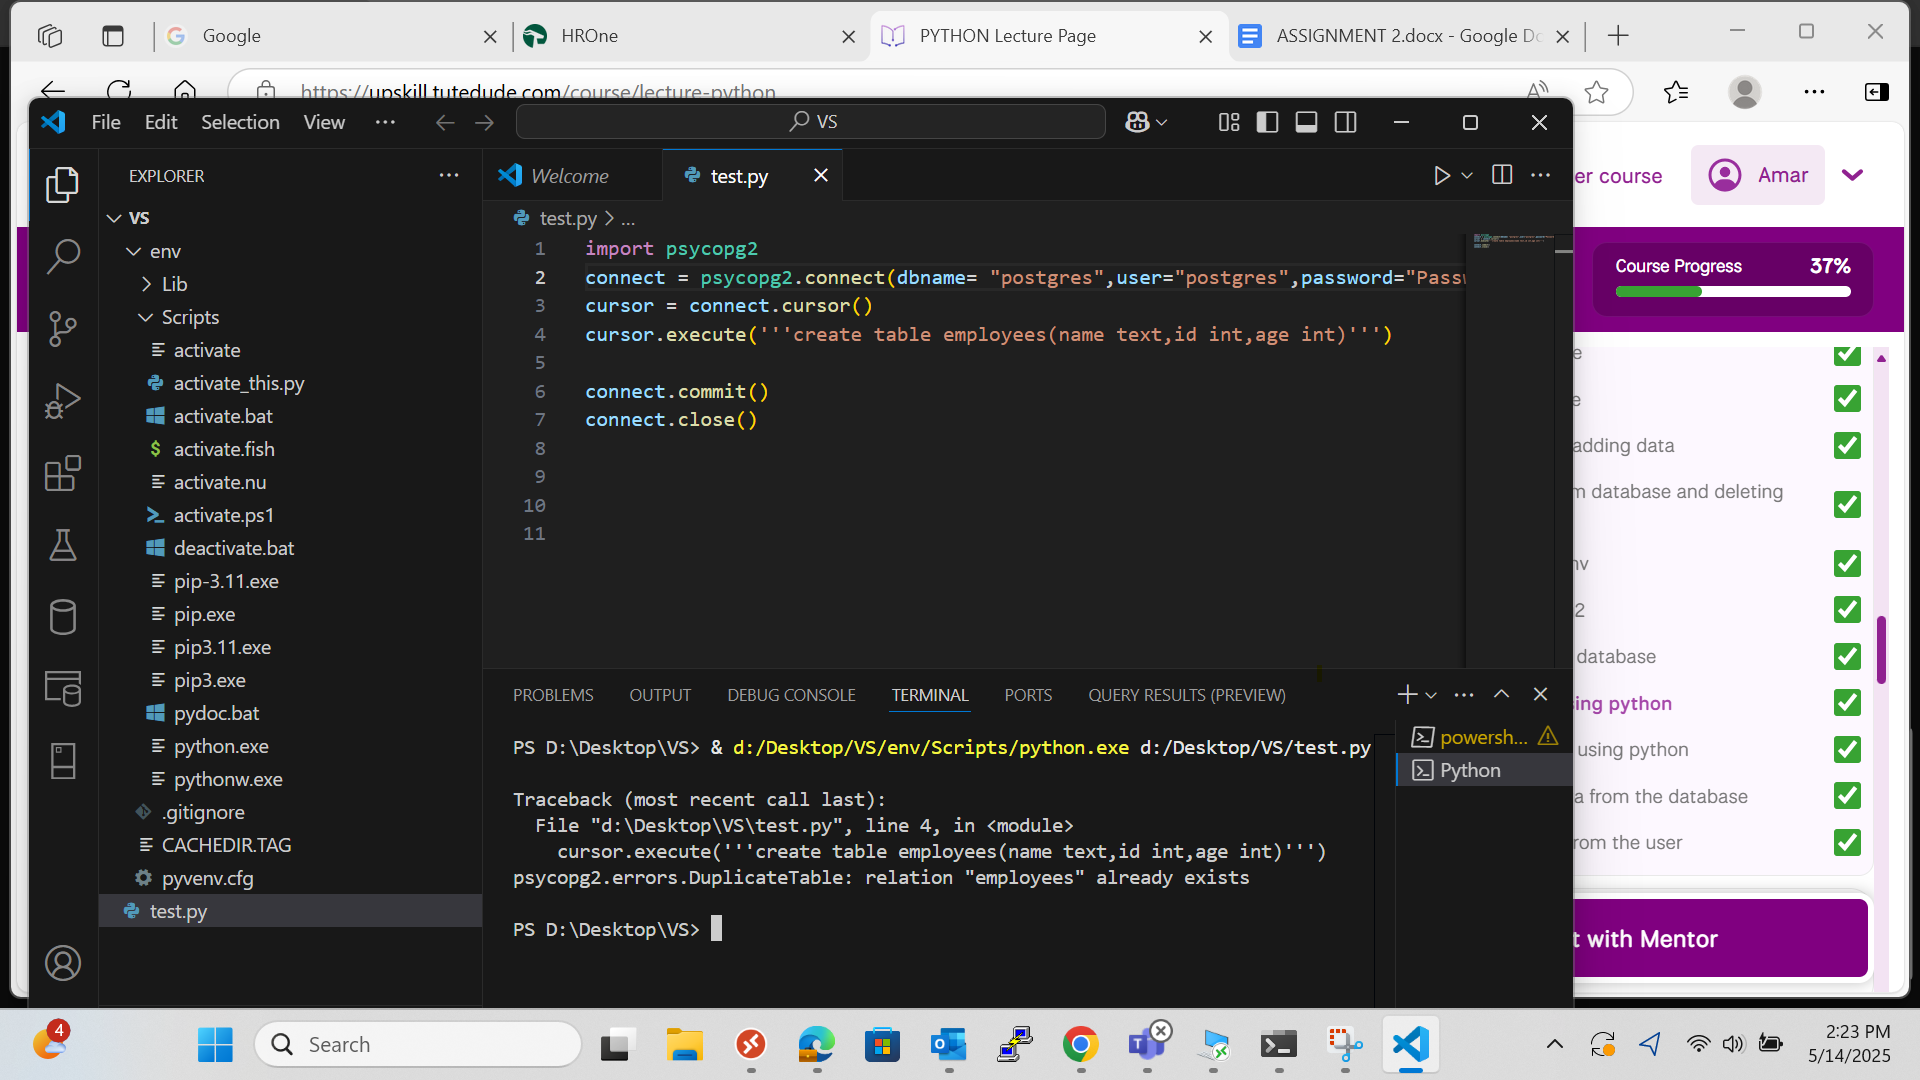 Google
HROne
PYTHON Lecture Page
ASSIGNMENT 2.docx - Google Do
https://upskill.tutedude.com/course/lecture-python
File Edit Selection View ···
VS
er course
Amar
EXPLORER
Welcome
test.py
VS
test.py > ...
env
Lib
Scripts
activate
activate_this.py
activate.bat
activate.fish
activate.nu
activate.ps1
deactivate.bat
pip-3.11.exe
pip.exe
pip3.11.exe
pip3.exe
pydoc.bat
python.exe
pythonw.exe
.gitignore
CACHEDIR.TAG
pyvenv.cfg
test.py
1 import psycopg2
2 connect = psycopg2.connect(dbname= "postgres",user="postgres",password="Passw
3 cursor = connect.cursor()
4 cursor.execute('''create table employees(name text,id int,age int)''')
5
6 connect.commit()
7 connect.close()
8
9
10
11
Course Progress 37%
e
e
adding data
m database and deleting
nv
2
database
ing python
using python
a from the database
rom the user
t with Mentor
PROBLEMS OUTPUT DEBUG CONSOLE TERMINAL PORTS QUERY RESULTS (PREVIEW)
PS D:\Desktop\VS> & d:/Desktop/VS/env/Scripts/python.exe d:/Desktop/VS/test.py
Traceback (most recent call last):
File "d:\Desktop\VS\test.py", line 4, in <module>
cursor.execute('''create table employees(name text,id int,age int)''')
psycopg2.errors.DuplicateTable: relation "employees" already exists
PS D:\Desktop\VS>
powersh...
Python
4
Search
2:23 PM
5/14/2025